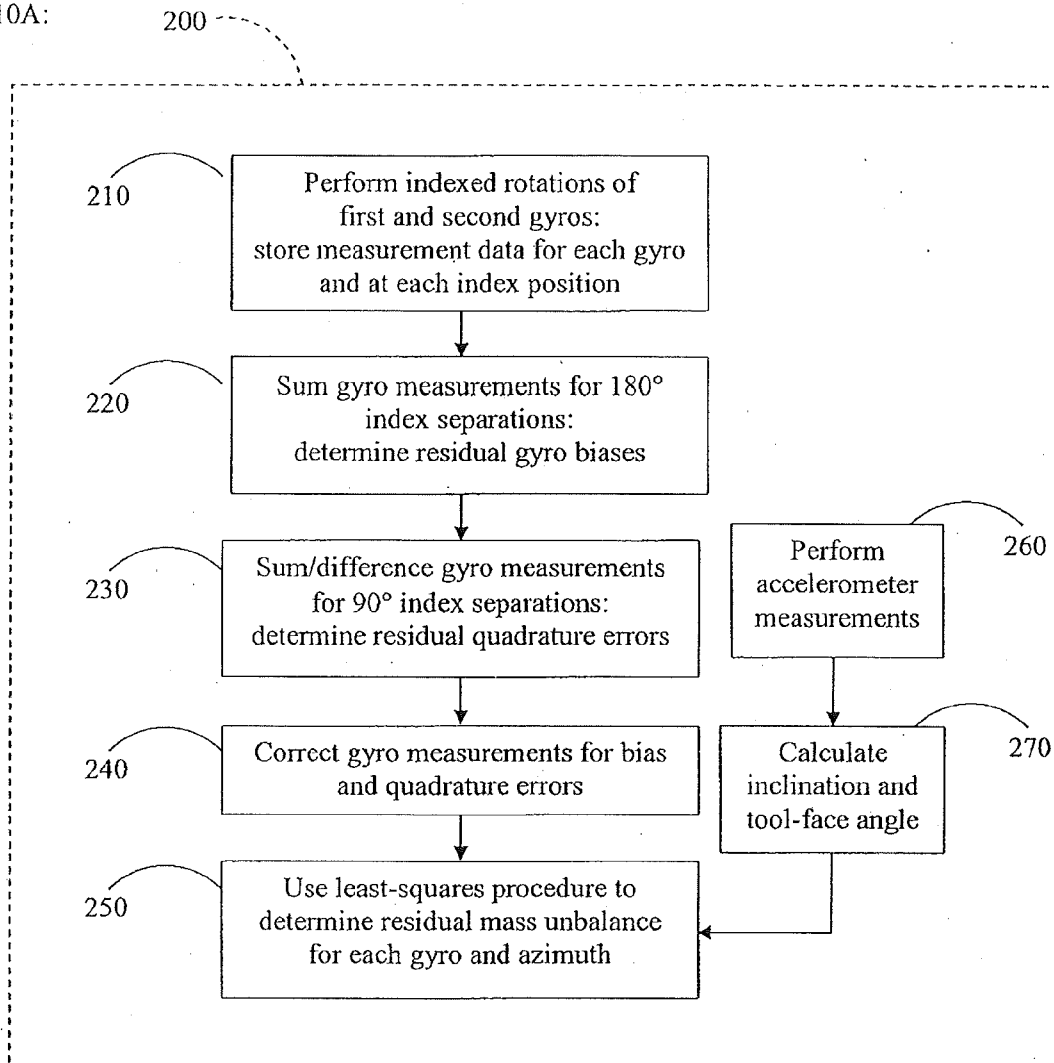 10A:
200
210
Perform indexed rotations of
first and second gyros:
store measurement data for each gyro
and at each index position
220
Sum gyro measurements for 180°
index separations:
determine residual gyro biases
230
Sum/difference gyro measurements
for 90° index separations:
determine residual quadrature errors
260
Perform
accelerometer
measurements
240
Correct gyro measurements for bias
and quadrature errors
270
Calculate
inclination and
tool-face angle
250
Use least-squares procedure to
determine residual mass unbalance
for each gyro and azimuth